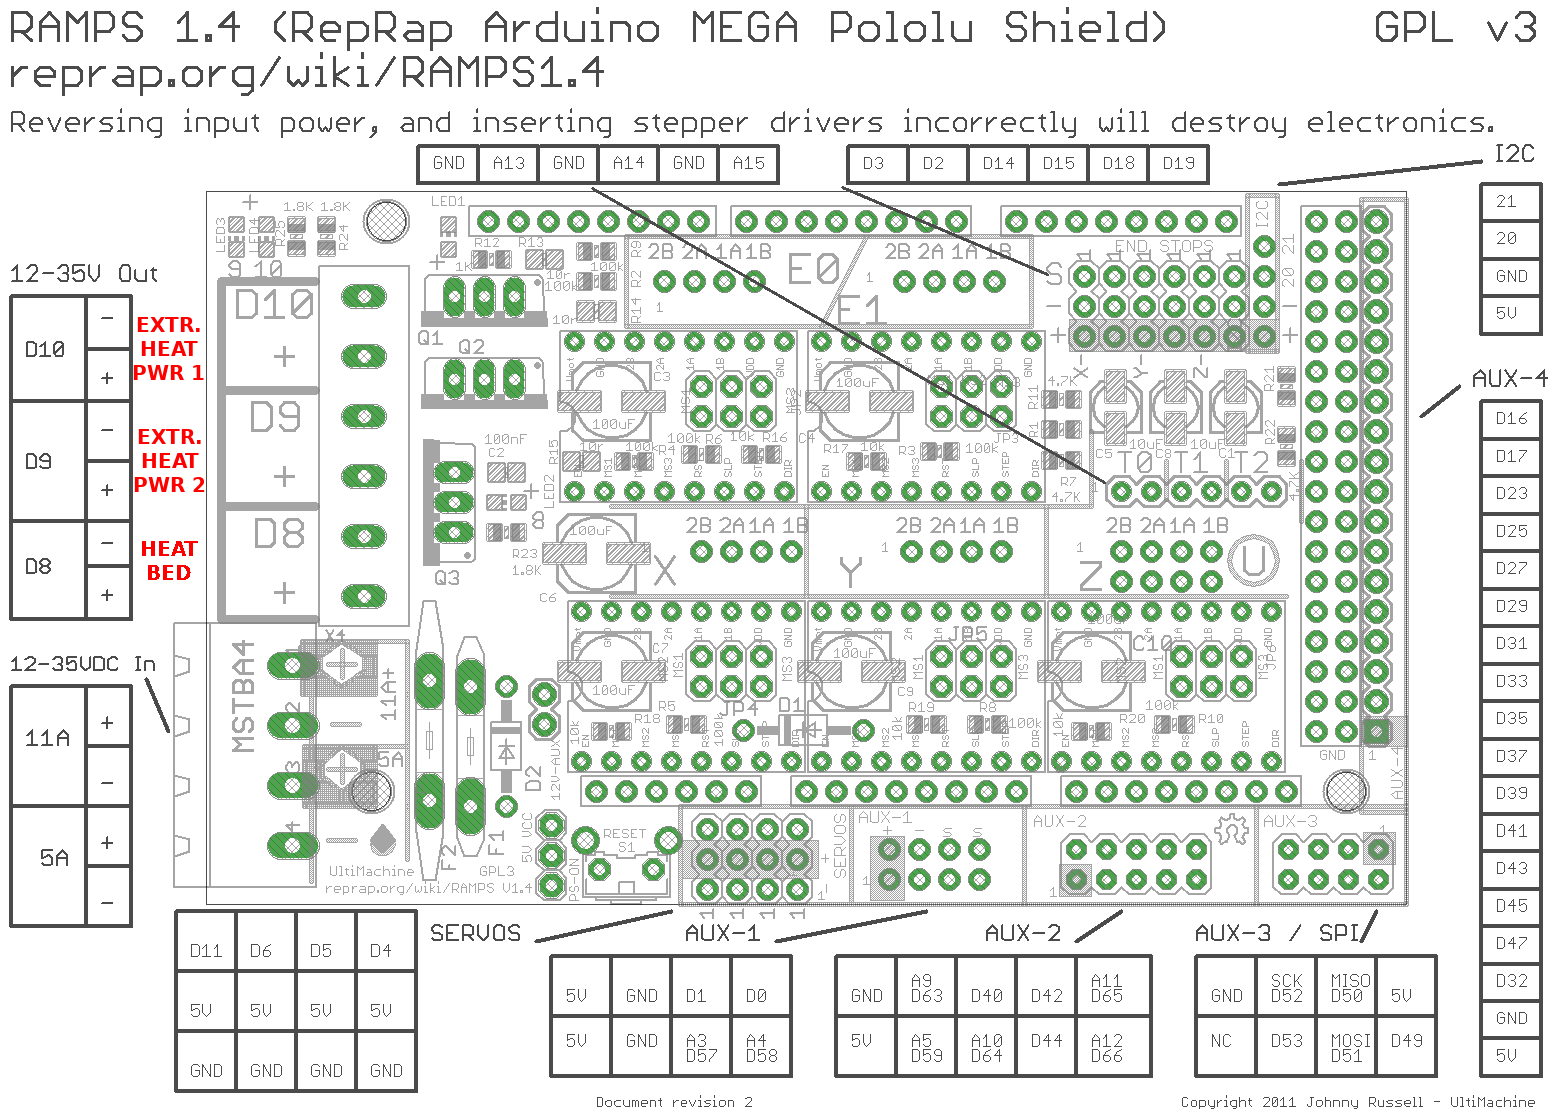 RAMPS 1.4 (RepRap Arduino MEGA Pololu Shield) GPL v3
reprap.org/wiki/RAMPS1.4
Reversing input power, and inserting stepper drivers incorrectly will destroy electronics.
GND A13 GND A14 GND A15
D3 D2 D14 D15 D18 D19
I2C
21
20
GND
5V
12-35V Out
D10 - +
EXTR.
HEAT
PWR 1
D9 - +
EXTR.
HEAT
PWR 2
D8 - +
HEAT
BED
12-35VDC In
11A + -
5A + -
LED3 LED4 R25 1.8K 1.8K R24
9 10
LED1
R12 R13
1k
10r
100k
100k
R9
R2
R14
10r
2B 2A 1A 1B
E0
1
2B 2A 1A 1B
E1
1
END STOPS
I2C
20 21
S
-
+
X- Y- Z-
D10
+
D9
+
D8
+
Q1
Q2
Q3
100nF
C2
R15
LED2
8
R23
1.8K
C6
100uF
C3
100uF
100uF
C4
JP3
R4 R6 R16
10r 100k 100k 10k
R17 10k R3 100k
EN MS1 MS2 MS3 RST SLP STEP DIR
4.7K
R11
R1
R7
4.7K
C5 10uF C8 10uF C1
R21
R22
4.7K
T0 T1 T2
1
2B 2A 1A 1B
X
2B 2A 1A 1B
Y
2B 2A 1A 1B
Z
1
U
MSTBA4
1
2
3
4
X4
11A+
5A
F2
F1
D2
12V-AUX
5V VCC
PS-ON
RESET
S1
C7
100uF
JP4
D1
R18 R5
100uF
C9
JP5
R19 R8
100k
C10
JP6
R20 R10
UltiMachine GPL3
reprap.org/wiki/RAMPS V1.4
SERVOS
AUX-1
+ - S S
AUX-2
1
AUX-3
1
GND
AUX-4
AUX-4
D16
D17
D23
D25
D27
D29
D31
D33
D35
D37
D39
D41
D43
D45
D47
D32
GND
5V
SERVOS
D11 D6 D5 D4
5V 5V 5V 5V
GND GND GND GND
AUX-1
5V GND D1 D0
5V GND A3 D57 A4 D58
AUX-2
GND A9 D63 D40 D42 A11 D65
5V A5 D59 A10 D64 D44 A12 D66
AUX-3 / SPI
GND SCK D52 MISO D50 5V
NC D53 MOSI D51 D49
Document revision 2
Copyright 2011 Johnny Russell - UltiMachine